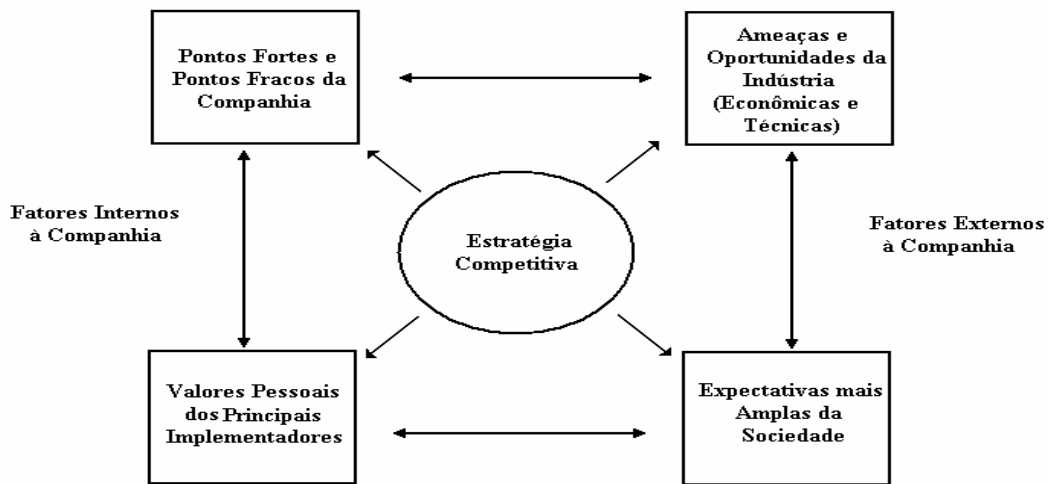 Pontos Fortes e
Pontos Fracos da
Companhia
Ameaças e
Oportunidades da
Indústria
(Econômicas e
Técnicas)
Fatores Internos
à Companhia
Estratégia
Competitiva
Fatores Externos
à Companhia
Valores Pessoais
dos Principais
Implementadores
Expectativas mais
Amplas da
Sociedade